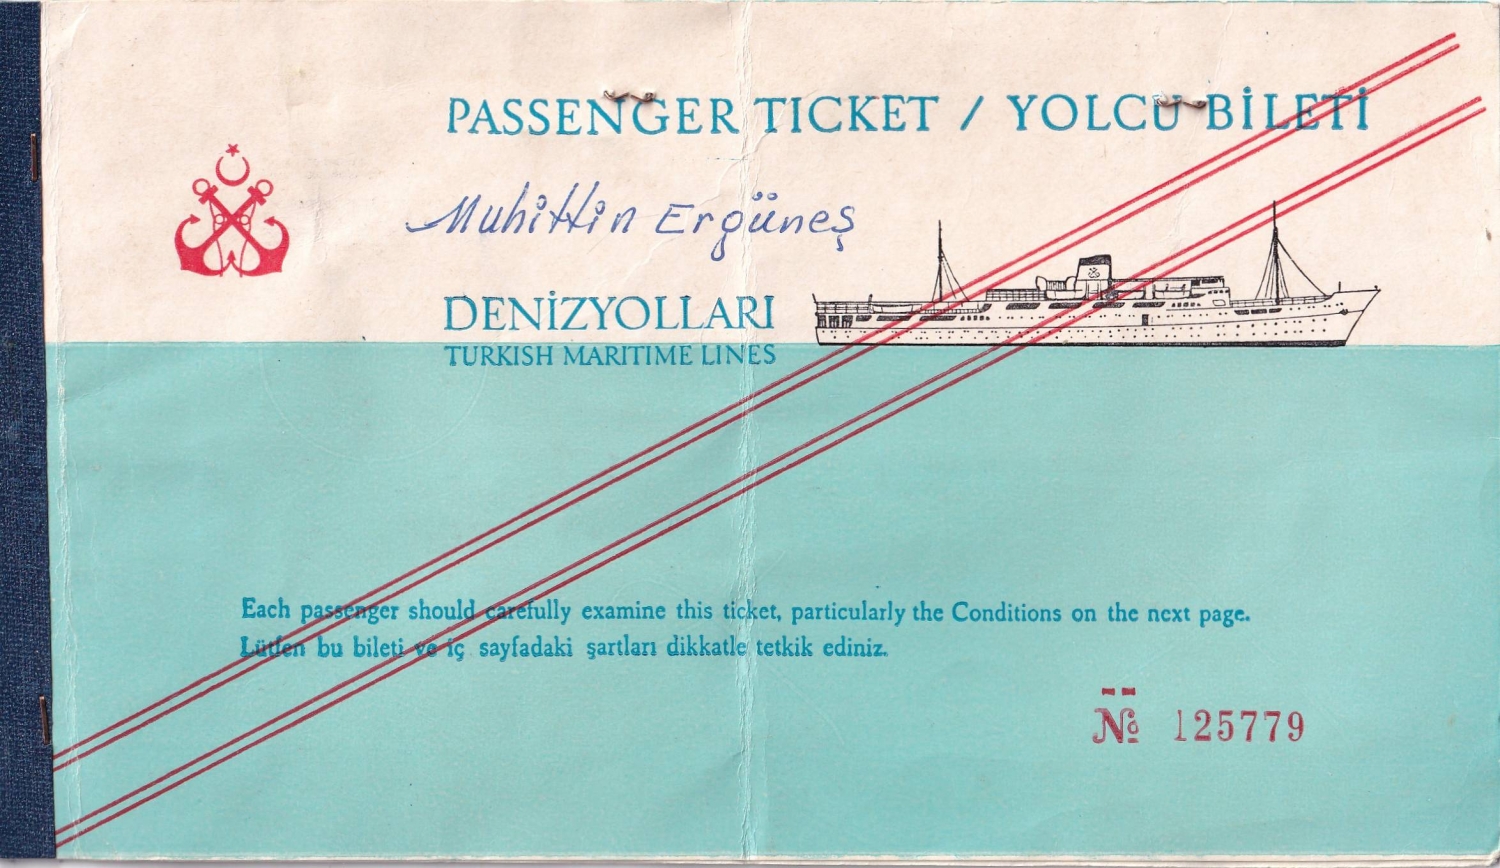 PASSENGER TICKET / YOLCU BİLETİ
Muhittin Ergüneş
DENİZYOLLARI
TURKISH MARITIME LINES
Each passenger should carefully examine this ticket, particularly the Conditions on the next page.
Lütfen bu bileti ve iç sayfadaki şartları dikkatle tetkik ediniz.
№ 125779